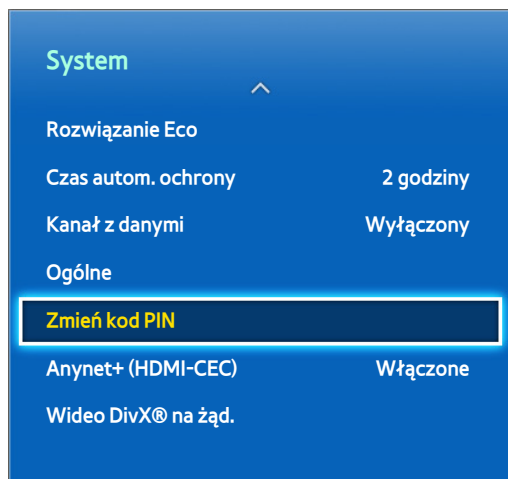 System
Rozwiązanie Eco
Czas autom. ochrony 2 godziny
Kanał z danymi Wyłączony
Ogólne
Zmień kod PIN
Anynet+ (HDMI-CEC) Włączone
Wideo DivX® na żąd.